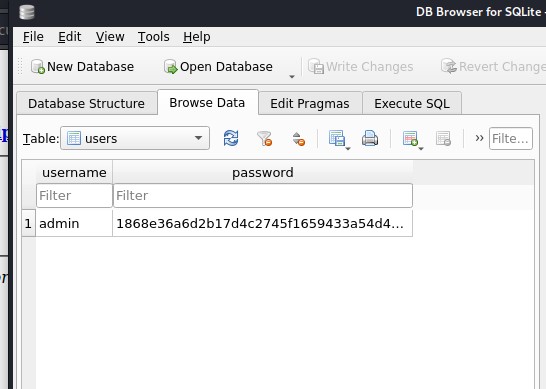 DB Browser for SQLite -
File Edit View Tools Help
New Database Open Database Write Changes Revert Change
Database Structure Browse Data Edit Pragmas Execute SQL
Table: users » Filte...
username password
Filter Filter
1 admin 1868e36a6d2b17d4c2745f1659433a54d4...